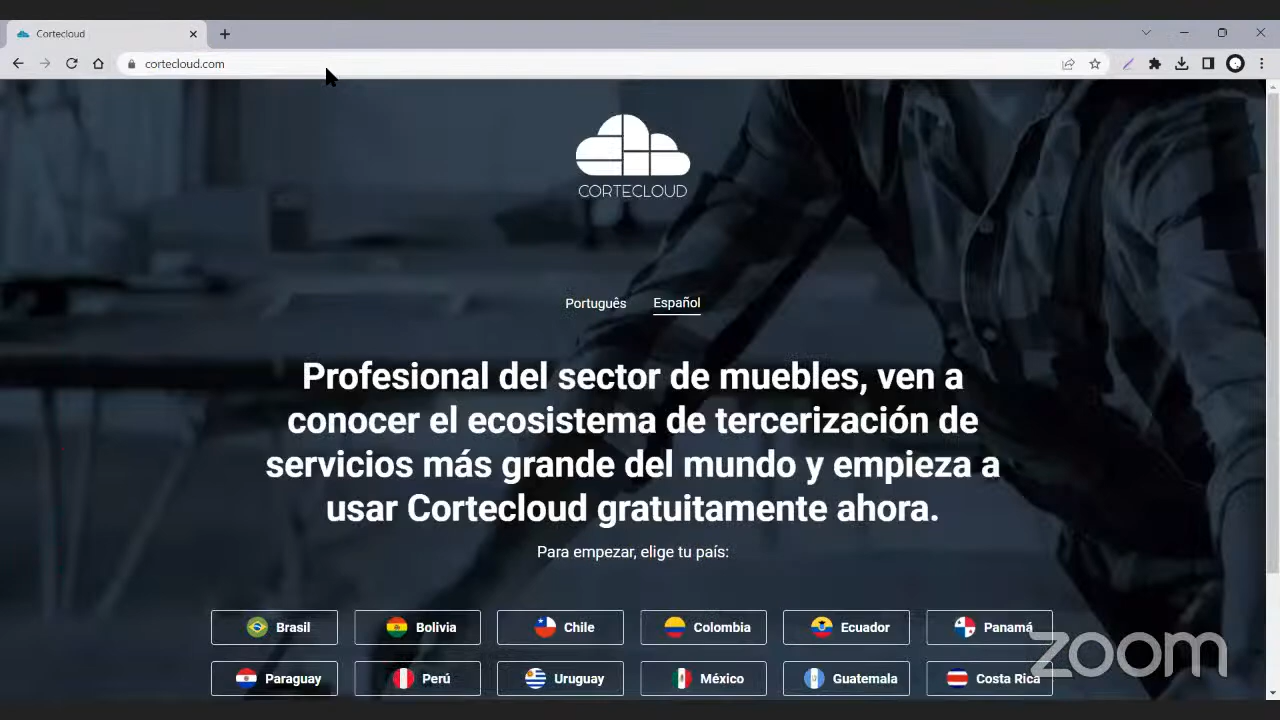 Cortecloud
cortecloud.com
CORTECLOUD
Português Español
Profesional del sector de muebles, ven a
conocer el ecosistema de tercerización de
servicios más grande del mundo y empieza a
usar Cortecloud gratuitamente ahora.
Para empezar, elige tu país:
Brasil Bolivia Chile Colombia Ecuador Panamá
Paraguay Perú Uruguay México Guatemala Costa Rica
zoom